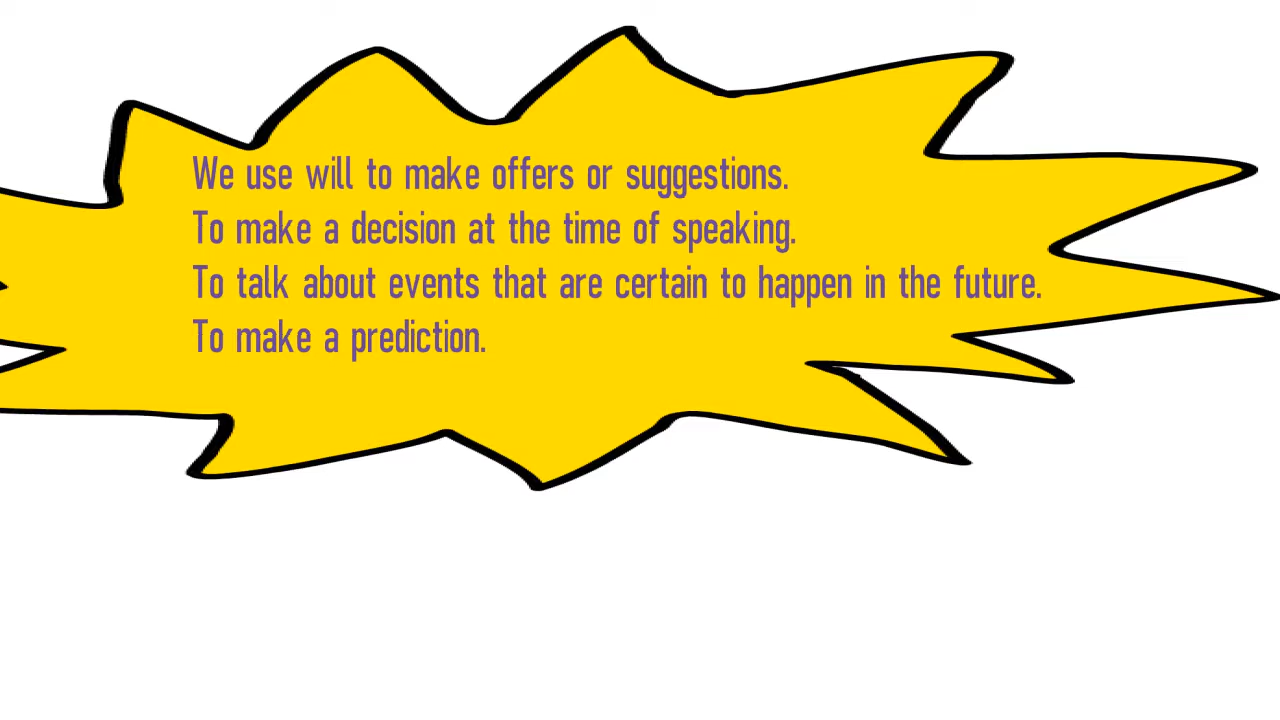 We use will to make offers or suggestions.
To make a decision at the time of speaking.
To talk about events that are certain to happen in the future.
To make a prediction.